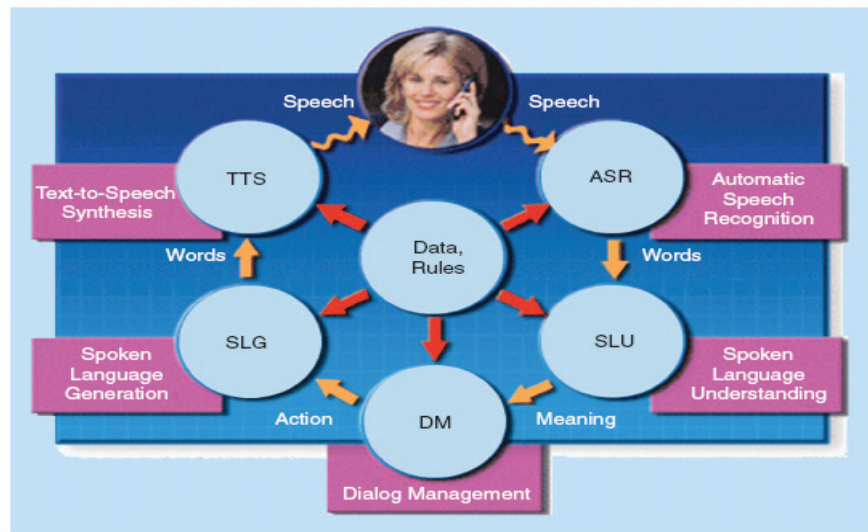 Speech
Speech
TTS
ASR
Text-to-Speech
Synthesis
Automatic
Speech
Recognition
Data,
Rules
Words
Words
SLG
SLU
Spoken
Language
Generation
Spoken
Language
Understanding
Action
DM
Meaning
Dialog Management